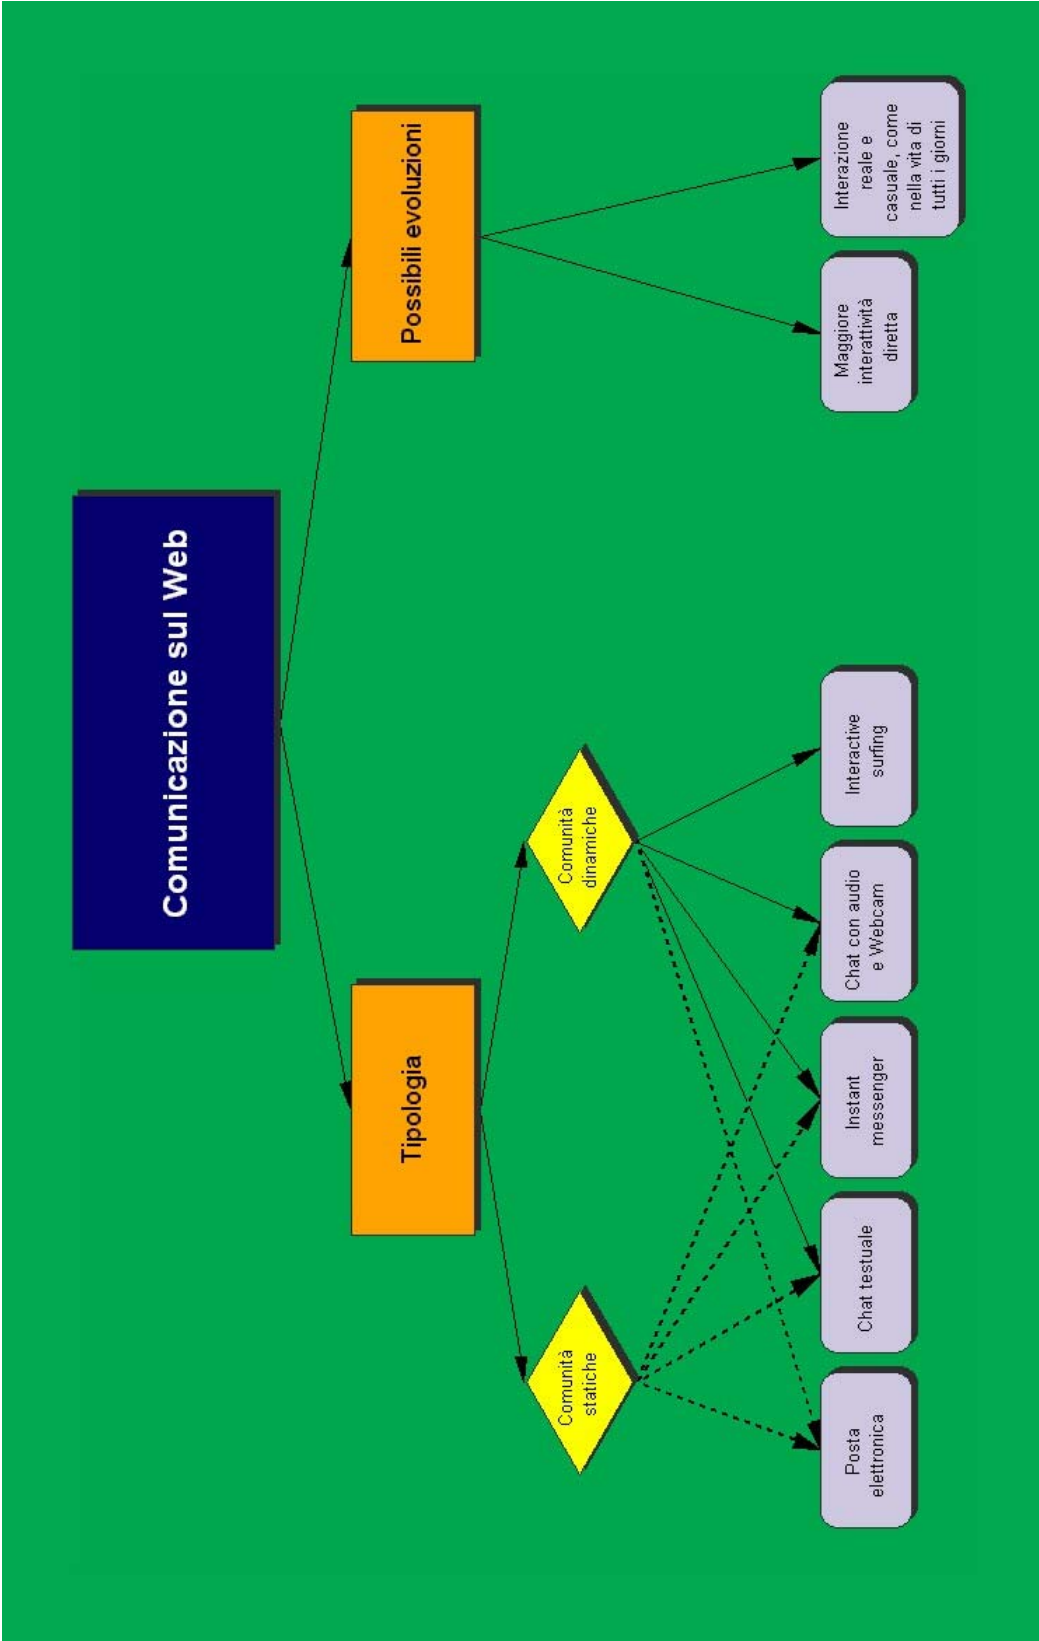 Comunicazione sul Web
Tipologia
Possibili evoluzioni
Comunità
statiche
Comunità
dinamiche
Posta
elettronica
Chat testuale
Instant
messenger
Chat con audio
e Webcam
Interactive
surfing
Maggiore
interattività
diretta
Interazione
reale e
casuale, come
nella vita di
tutti i giorni